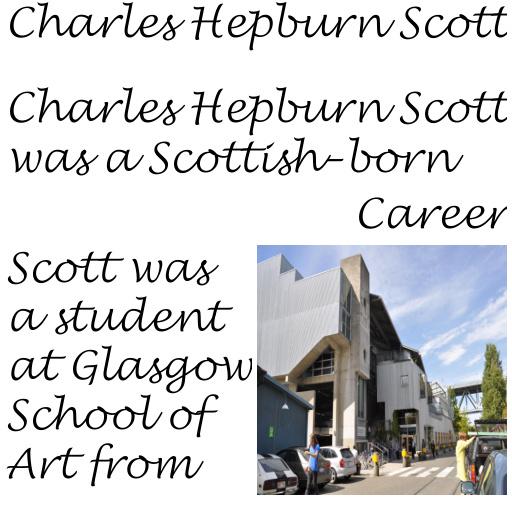 Charles Hepburn Scott
Charles Hepburn Scott
was a Scottish-born
Career
Scott was
a student
at Glasgow
School of
Art from